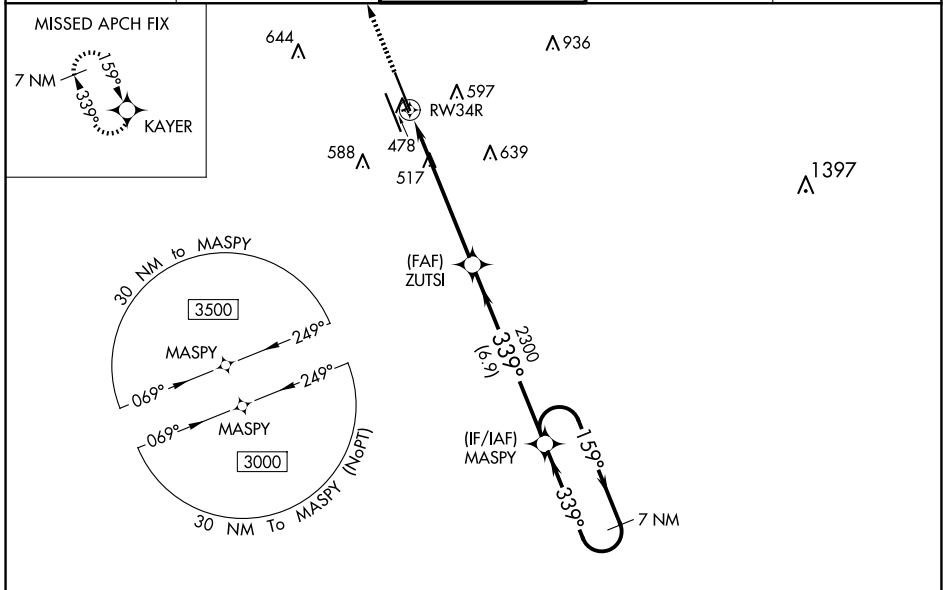 MISSED APCH FIX
7 NM
159°
339°
KAYER
644
936
597
RW34R
478
588
517
639
1397
(FAF)
ZUTSI
2300
339°
(6.9)
(IF/IAF)
MASPY
159°
339°
7 NM
30 NM to MASPY
3500
MASPY
249°
069°
249°
069°
MASPY
3000
30 NM To MASPY (NoPT)